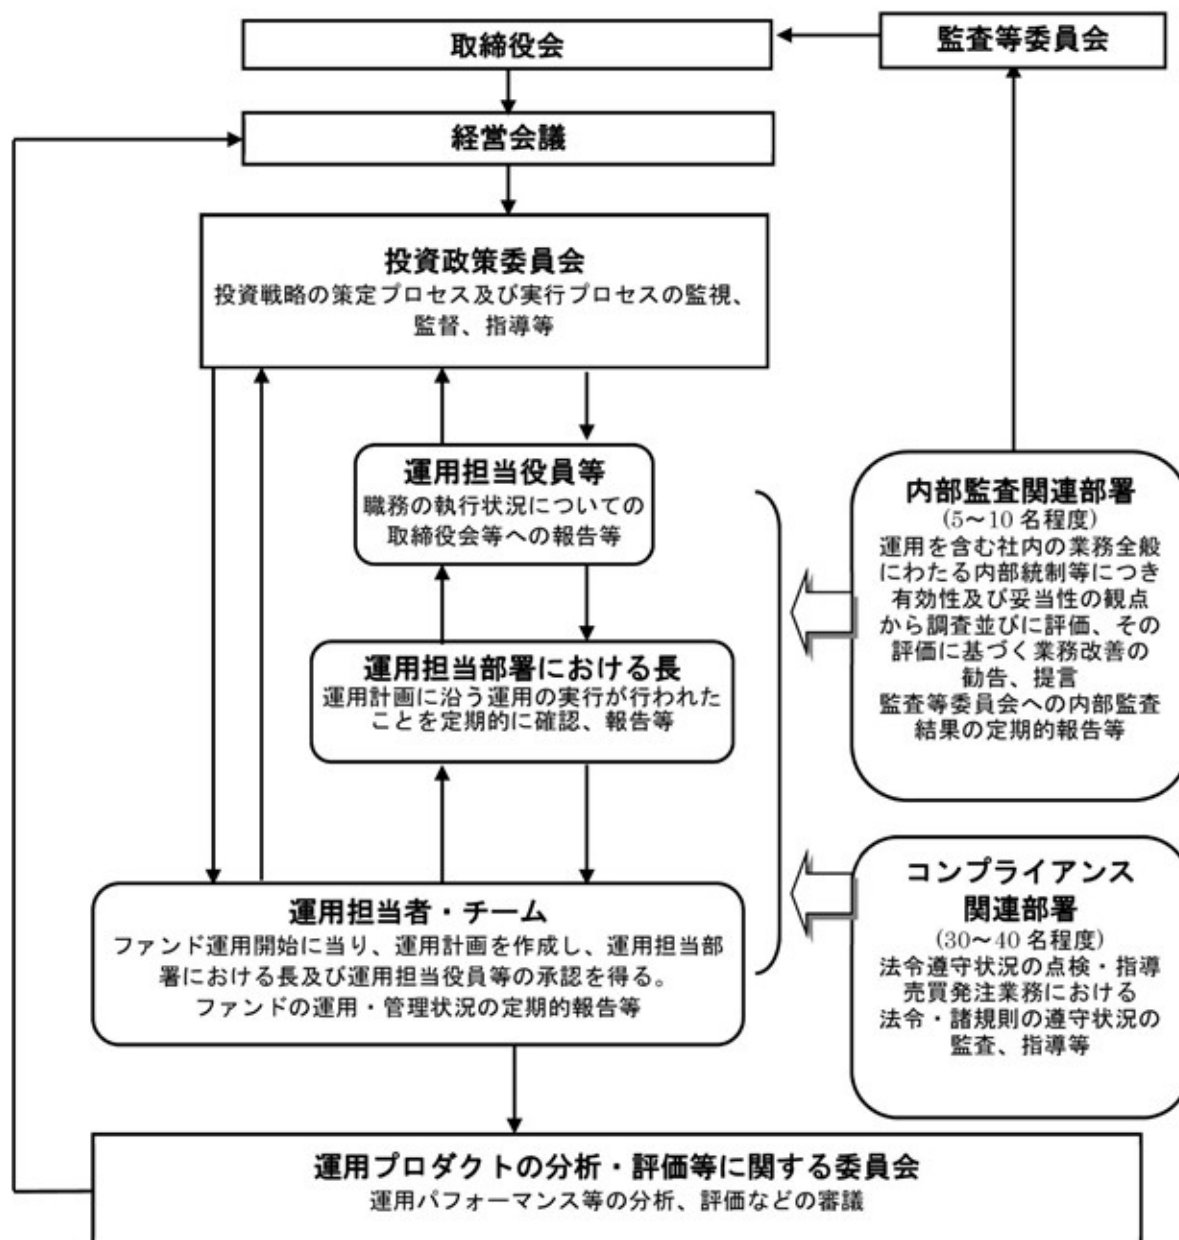 取締役会
監査等委員会
経営会議
投資政策委員会
投資戦略の策定プロセス及び実行プロセスの監視、
監督、指導等
運用担当役員等
職務の執行状況についての
取締役会等への報告等
運用担当部署における長
運用計画に沿う運用の実行が行われた
ことを定期的に確認、報告等
運用担当者・チーム
ファンド運用開始に当り、運用計画を作成し、運用担当部
署における長及び運用担当役員等の承認を得る。
ファンドの運用・管理状況の定期的報告等
内部監査関連部署
(5～10 名程度)
運用を含む社内の業務全般
にわたる内部統制等につき
有効性及び妥当性の観点
から調査並びに評価、その
評価に基づく業務改善の
勧告、提言
監査等委員会への内部監査
結果の定期的報告等
コンプライアンス
関連部署
(30～40 名程度)
法令遵守状況の点検・指導
売買発注業務における
法令・諸規則の遵守状況の
監査、指導等
運用プロダクトの分析・評価等に関する委員会
運用パフォーマンス等の分析、評価などの審議